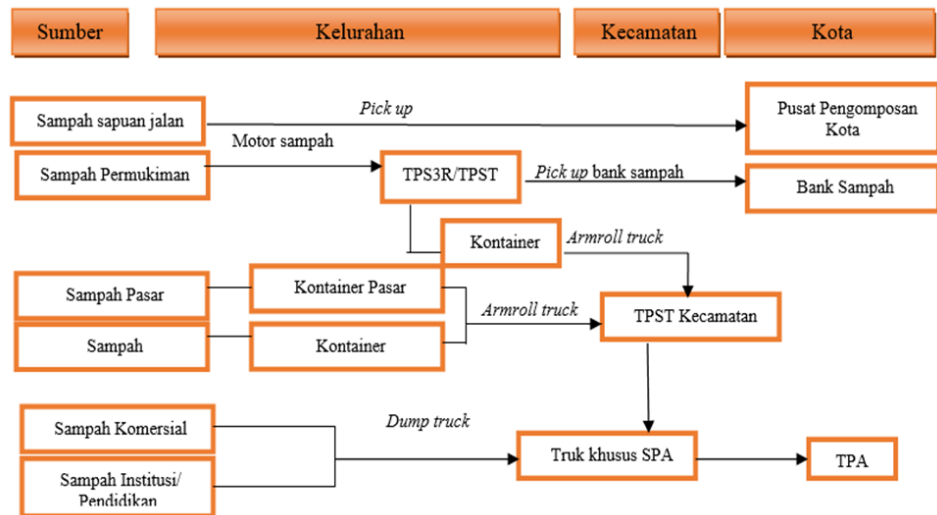 Sumber
Kelurahan
Kecamatan
Kota
Sampah sapuan jalan
Pick up
Pusat Pengomposan
Kota
Motor sampah
Sampah Permukiman
TPS3R/TPST
Pick up bank sampah
Bank Sampah
Kontainer
Armroll truck
Sampah Pasar
Kontainer Pasar
Armroll truck
TPST Kecamatan
Sampah
Kontainer
Sampah Komersial
Dump truck
Truk khusus SPA
TPA
Sampah Institusi/
Pendidikan